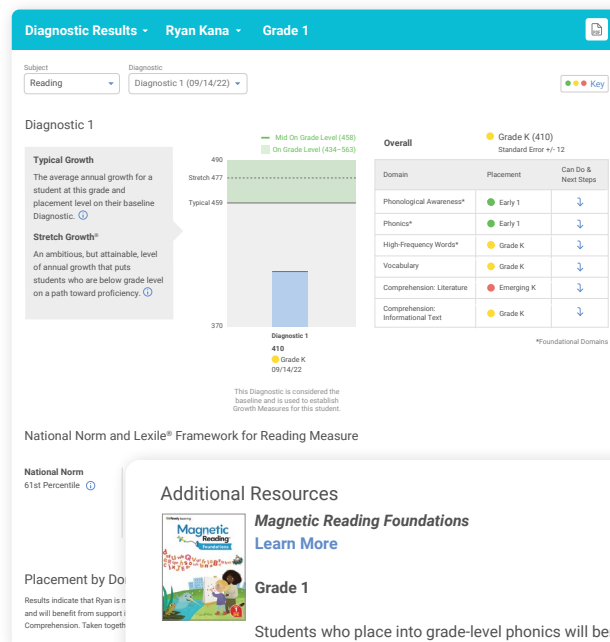 Diagnostic Results Ryan Kana Grade 1
PDF
Subject Diagnostic
Reading Diagnostic 1 (09/14/22)
Key
Diagnostic 1
Typical Growth
The average annual growth for a
student at this grade and
placement level on their baseline
Diagnostic.
Stretch Growth®
An ambitious, but attainable, level
of annual growth that puts
students who are below grade level
on a path toward proficiency.
Mid On Grade Level (458)
On Grade Level (434–563)
490
Stretch 477
Typical 459
370
Diagnostic 1
410
Grade K
09/14/22
This Diagnostic is considered the
baseline and is used to establish
Growth Measures for this student.
Overall Grade K (410)
Standard Error +/- 12
Domain Placement Can Do &
Next Steps
Phonological Awareness* Early 1
Phonics* Early 1
High-Frequency Words* Grade K
Vocabulary Grade K
Comprehension: Literature Emerging K
Comprehension:
Informational Text Grade K
*Foundational Domains
National Norm and Lexile® Framework for Reading Measure
National Norm
61st Percentile
Placement by Do
Results indicate that Ryan is n
and will benefit from support i
Comprehension. Taken togeth
Additional Resources
Magnetic
Reading
Foundations
1
Magnetic Reading Foundations
Learn More
Grade 1
Students who place into grade-level phonics will be